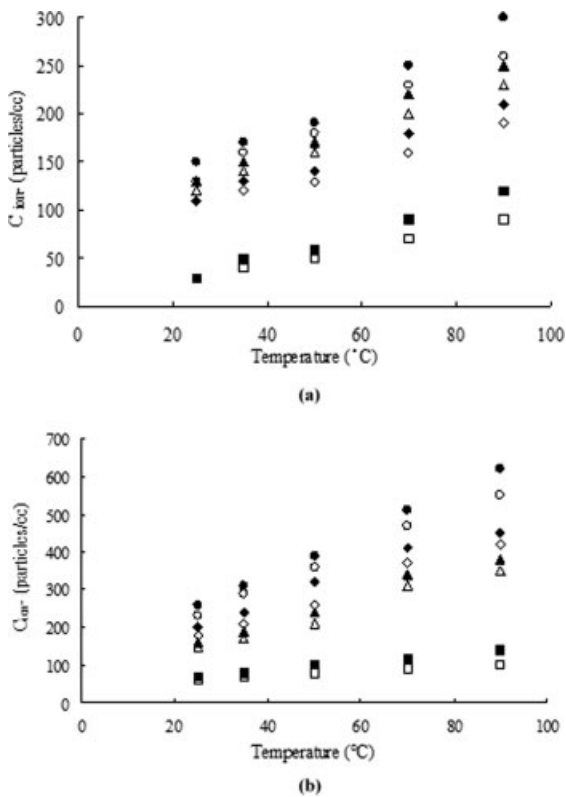 (a)
300
250
200
150
100
50
0
C ion- (particles/cc)
0 20 40 60 80 100
Temperature (˚C)
(a)
700
600
500
400
300
200
100
0
Cion- (particles/cc)
0 20 40 60 80 100
Temperature (°C)
(b)